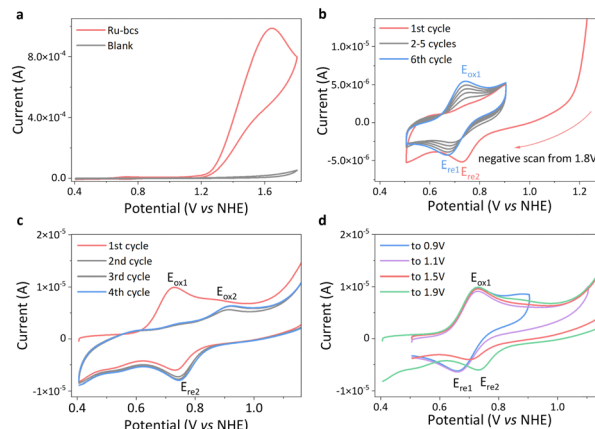 a
Ru-bcs
Blank
8.0×10⁻⁴
4.0×10⁻⁴
0.0
Current (A)
0.4 0.8 1.2 1.6
Potential (V vs NHE)
b
1st cycle
2-5 cycles
6th cycle
1.0×10⁻⁵
5.0×10⁻⁶
0.0
-5.0×10⁻⁶
Current (A)
Eox1
Ere1 Ere2
negative scan from 1.8V
0.4 0.6 0.8 1.0 1.2
Potential (V vs NHE)
c
1st cycle
2nd cycle
3rd cycle
4th cycle
2×10⁻⁵
1×10⁻⁵
0
-1×10⁻⁵
Current (A)
Eox1
Eox2
Ere2
0.4 0.6 0.8 1.0
Potential (V vs NHE)
d
to 0.9V
to 1.1V
to 1.5V
to 1.9V
2×10⁻⁵
1×10⁻⁵
0
-1×10⁻⁵
Current (A)
Eox1
Ere1 Ere2
0.4 0.6 0.8 1.0
Potential (V vs NHE)